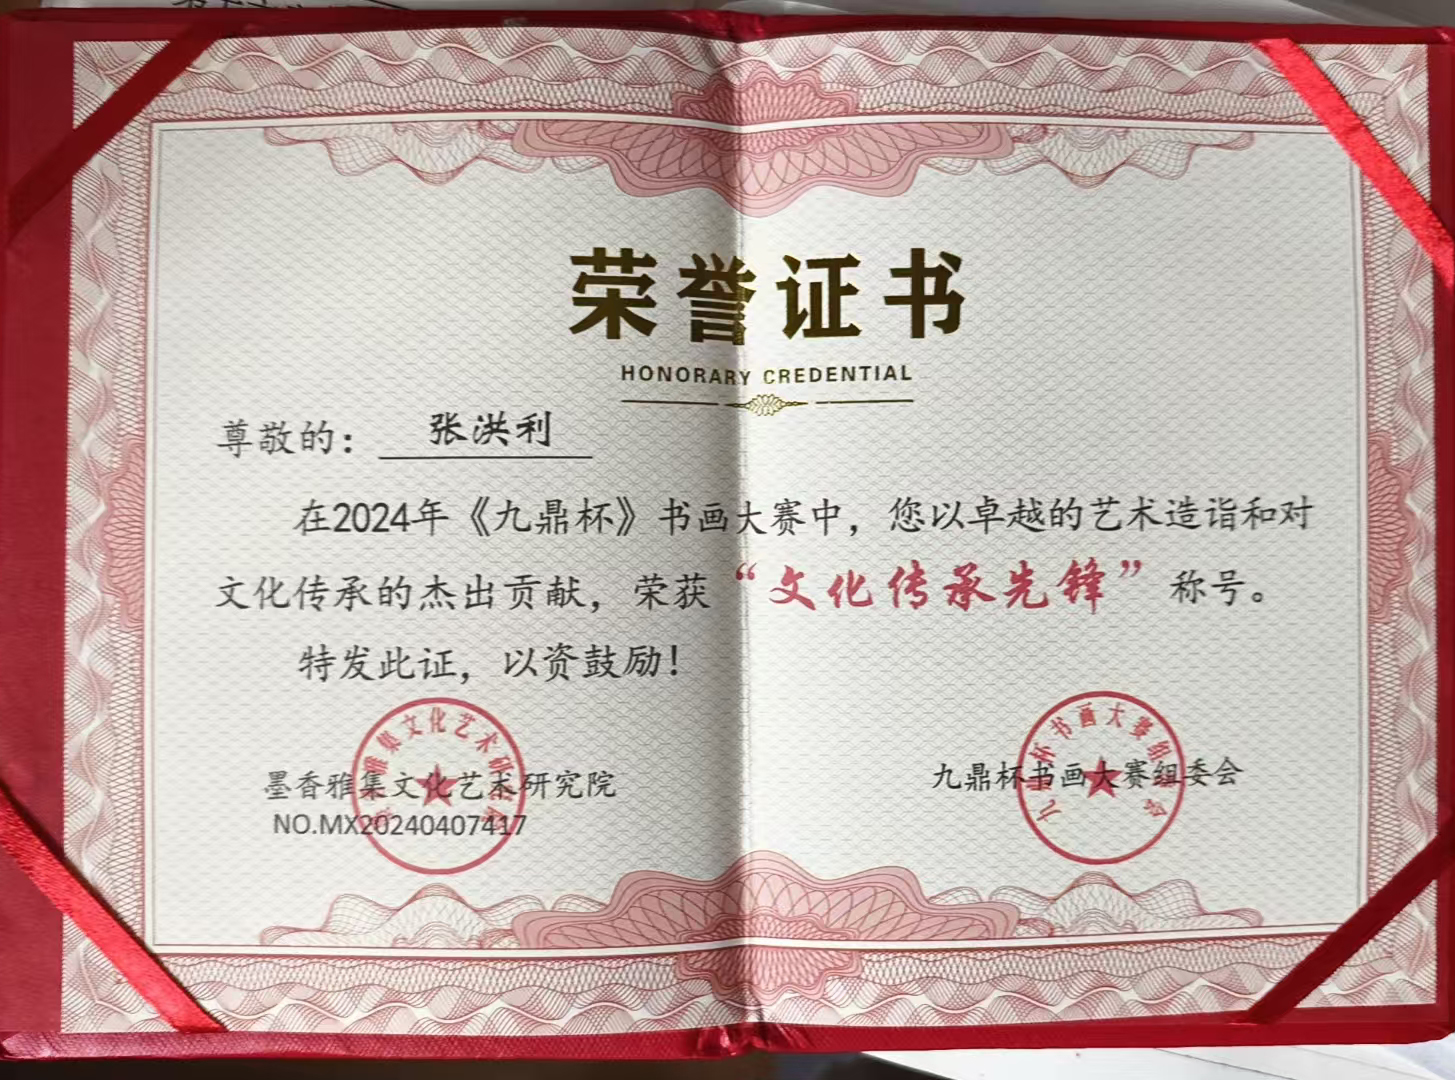 荣誉证书
HONORARY CREDENTIAL
尊敬的：张洪利
在2024年《九鼎杯》书画大赛中，您以卓越的艺术造诣和对
文化传承的杰出贡献，荣获“文化传承先锋”称号。
特发此证，以资鼓励！
墨香雅集文化艺术研究院
NO.MX20240407417
九鼎杯书画大赛组委会